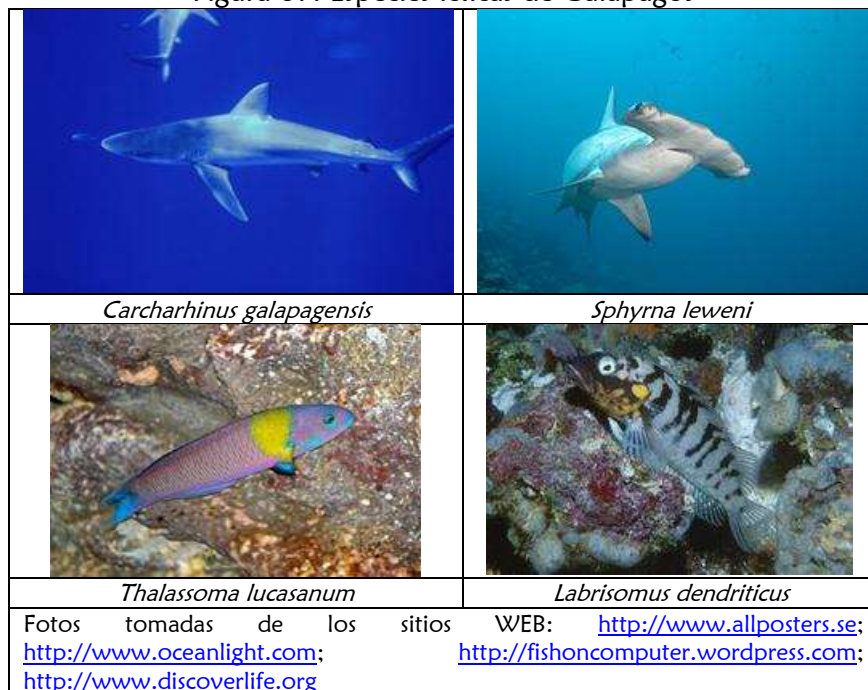 Carcharhinus galapagensis
Sphyrna leweni
Thalassoma lucasanum
Labrisomus dendriticus
Fotos tomadas de los sitios WEB: http://www.allposters.se;
http://www.oceanlight.com; http://fishoncomputer.wordpress.com;
http://www.discoverlife.org